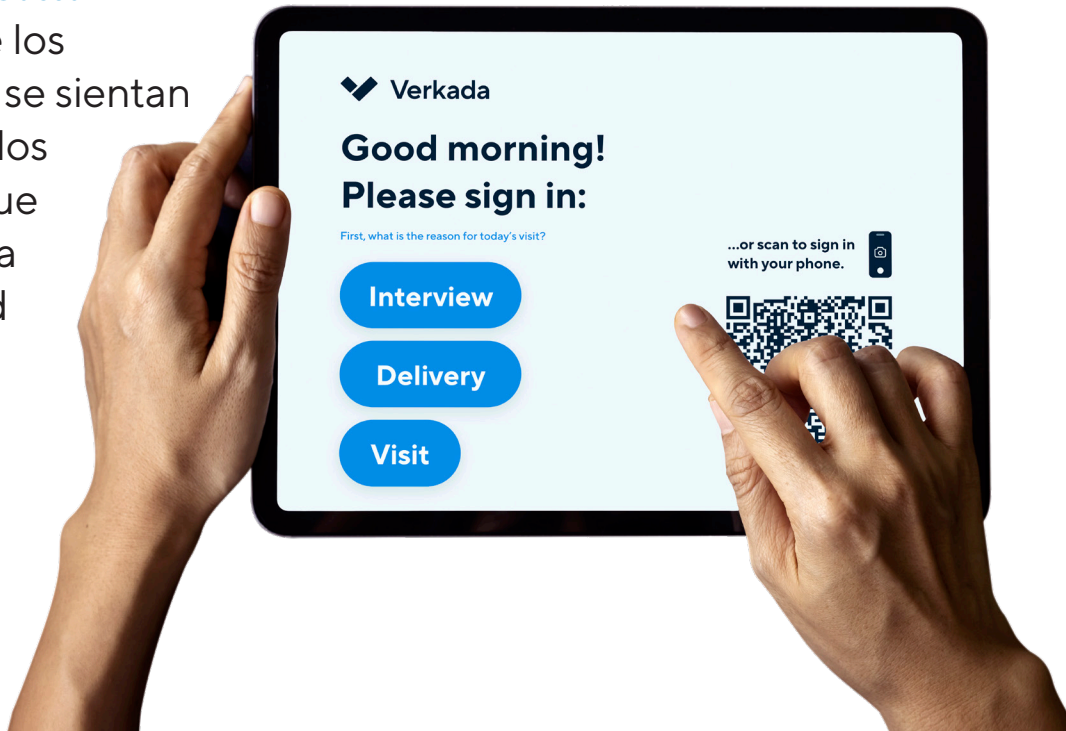 e los
se sientan
los
a
Verkada
Good morning!
Please sign in:
First, what is the reason for today's visit?
...or scan to sign in
with your phone.
Interview
Delivery
Visit